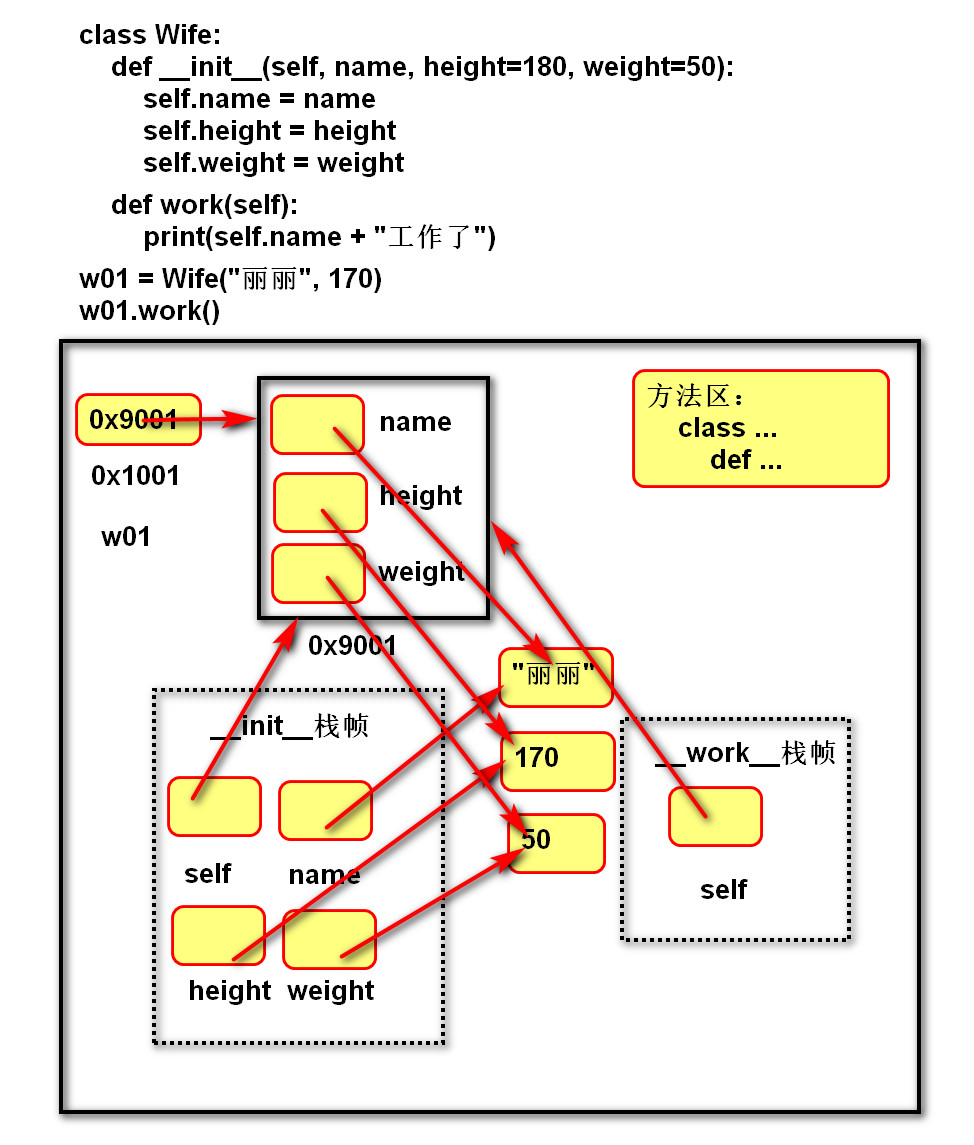 class Wife:
def __init__(self, name, height=180, weight=50):
self.name = name
self.height = height
self.weight = weight
def work(self):
print(self.name + "工作了")
w01 = Wife("丽丽", 170)
w01.work()
0x9001
0x1001
w01
name
height
weight
0x9001
方法区：
class ...
def ...
"丽丽"
170
50
__init__栈帧
self
name
height
weight
__work__栈帧
self